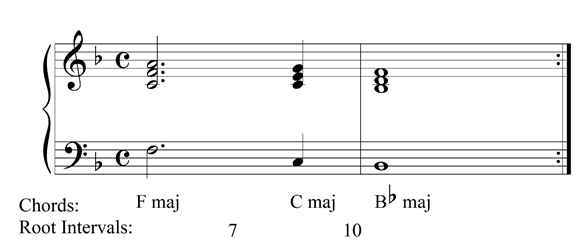 Chords: F maj C maj B♭ maj
Root Intervals: 7 10